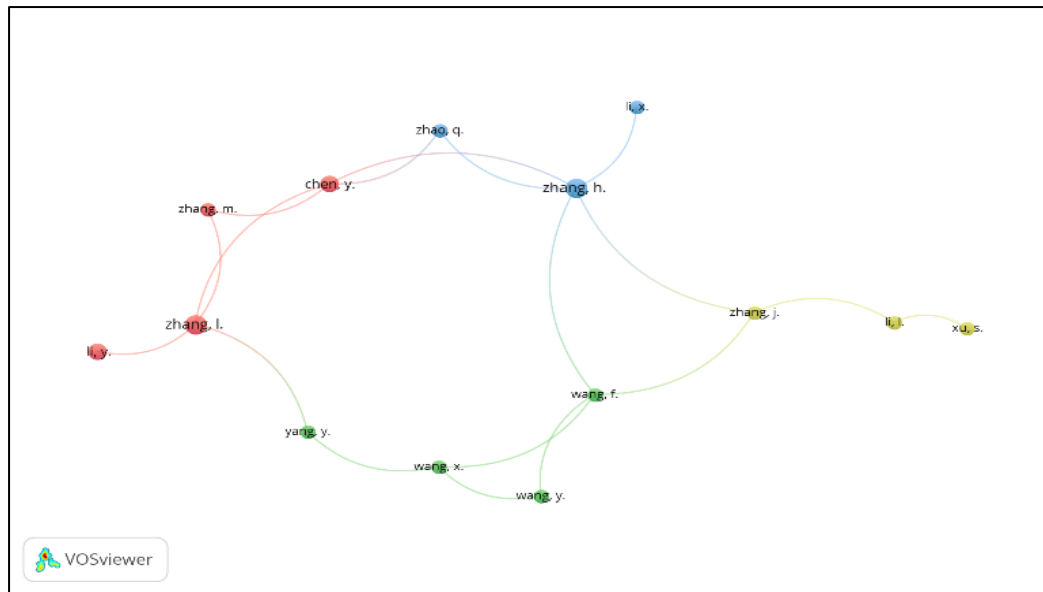 li, x.
zhao, q.
chen, y.
zhang, h.
zhang, m.
zhang, j.
zhang, l.
li, l.
xu, s.
li, y.
wang, f.
yang, y.
wang, x.
wang, y.
VOSviewer